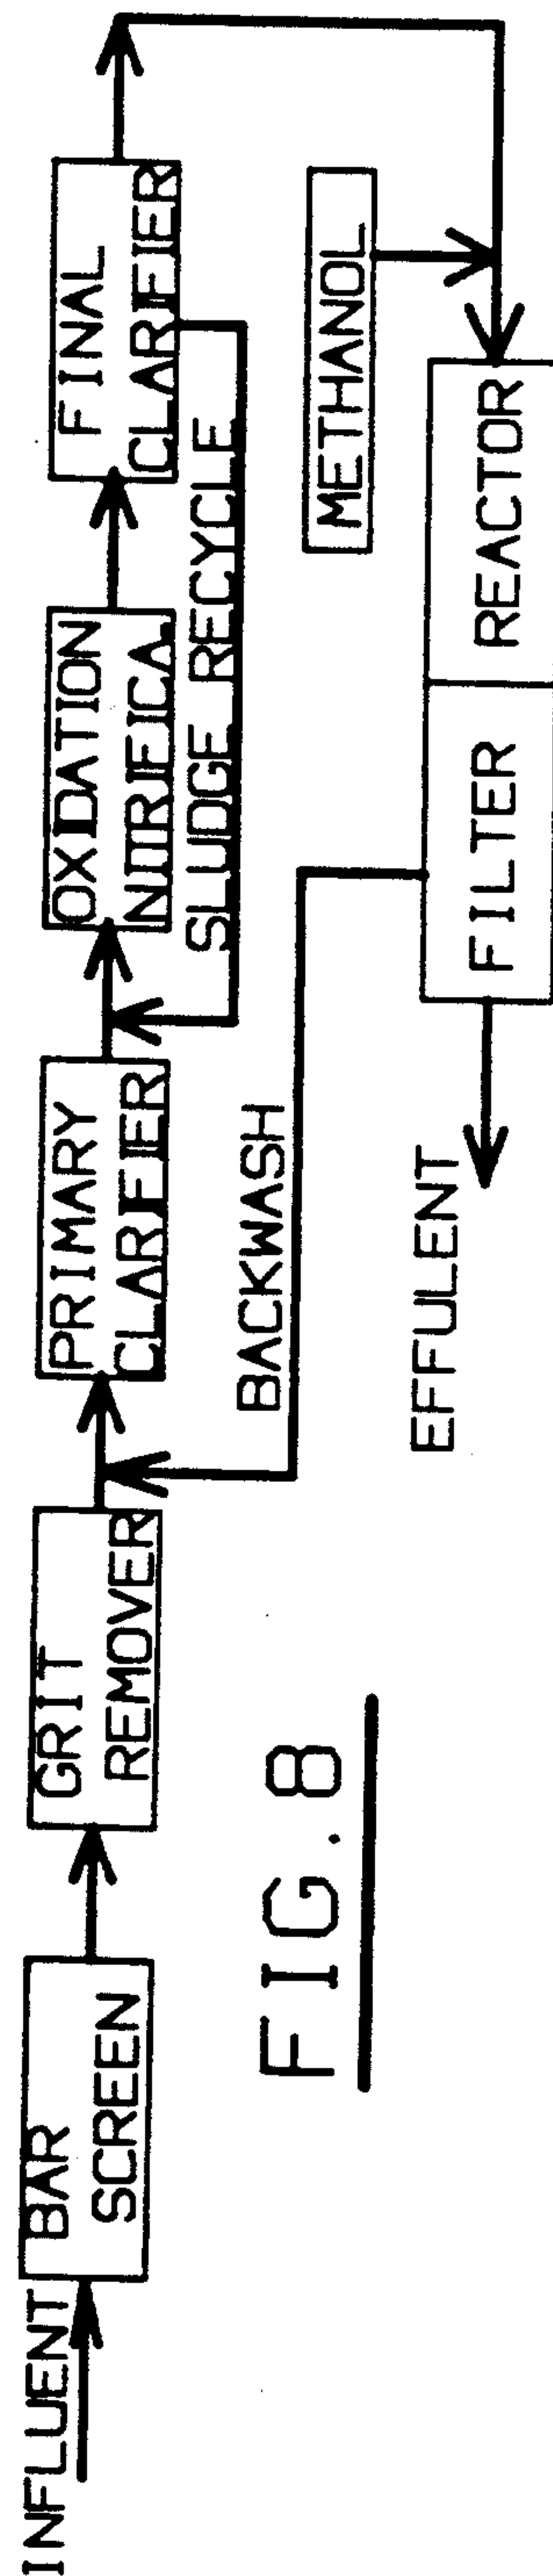 INFLUENT
BAR
SCREEN
GRIT
REMOVER
PRIMARY
CLARIFIER
OXIDATION
NITRIFICA
FINAL
CLARIFIER
SLUDGE RECYCLE
BACKWASH
METHANOL
EFFULENT
FILTER
REACTOR
FIG. 8